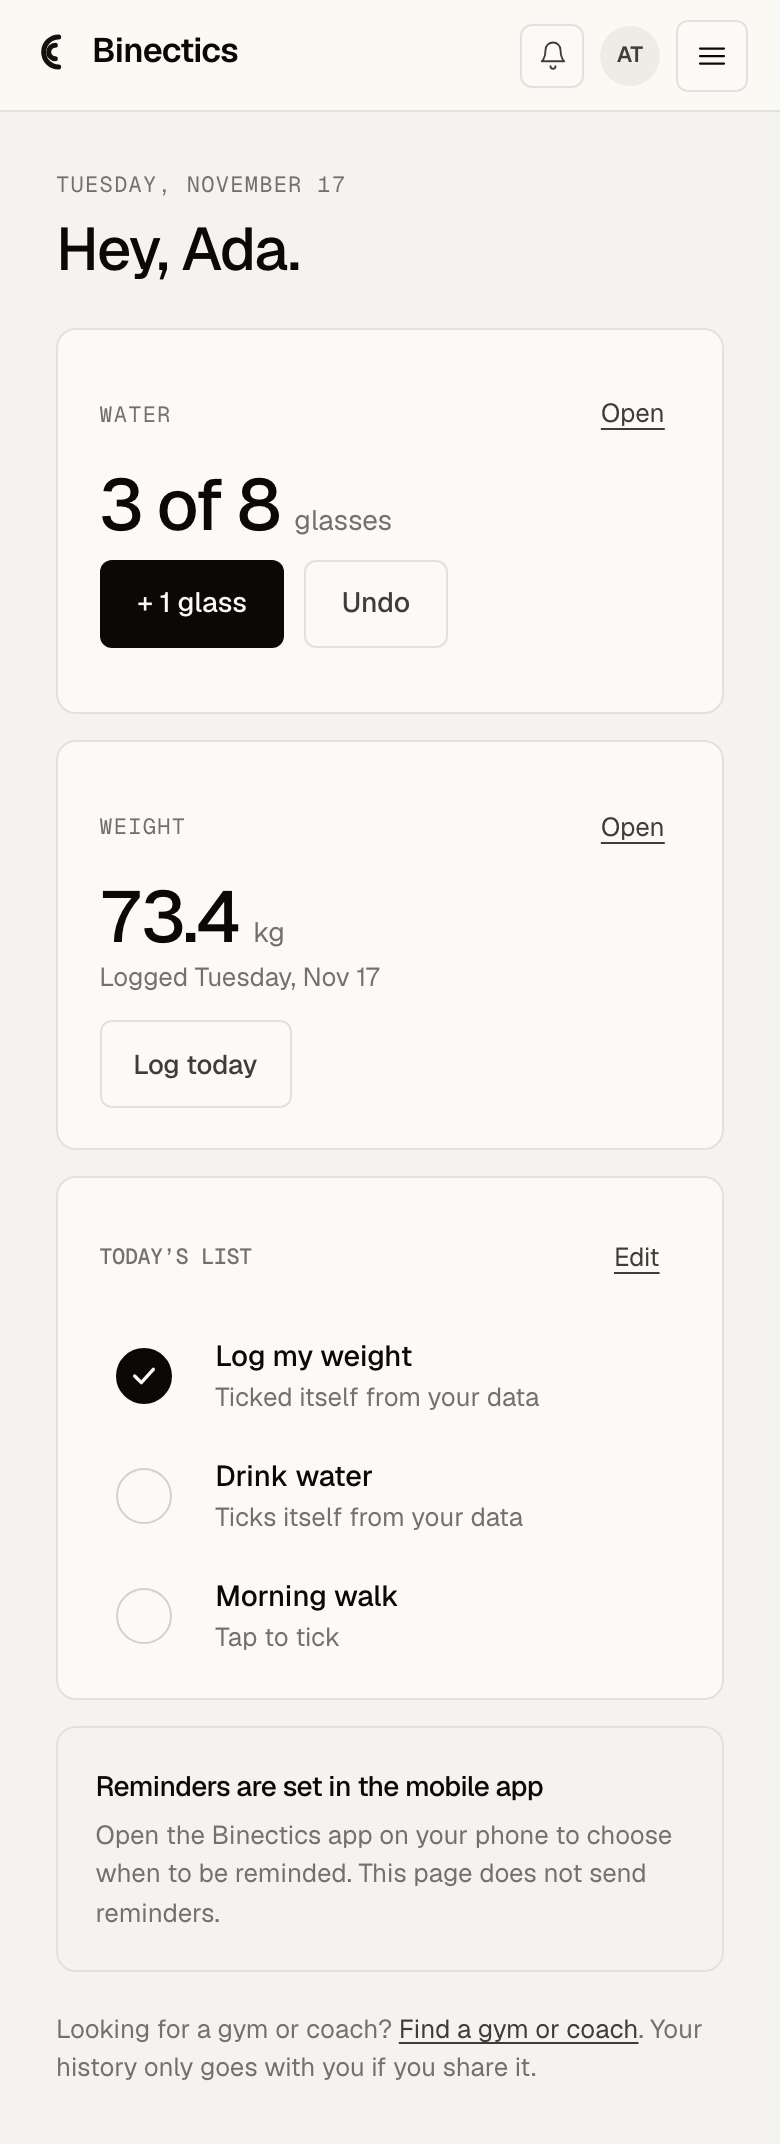 Binectics
AT
TUESDAY, NOVEMBER 17
Hey, Ada.
WATER
Open
3 of 8 glasses
+ 1 glass
Undo
WEIGHT
Open
73.4 kg
Logged Tuesday, Nov 17
Log today
TODAY’S LIST
Edit
Log my weight
Ticked itself from your data
Drink water
Ticks itself from your data
Morning walk
Tap to tick
Reminders are set in the mobile app
Open the Binectics app on your phone to choose
when to be reminded. This page does not send
reminders.
Looking for a gym or coach? Find a gym or coach. Your
history only goes with you if you share it.